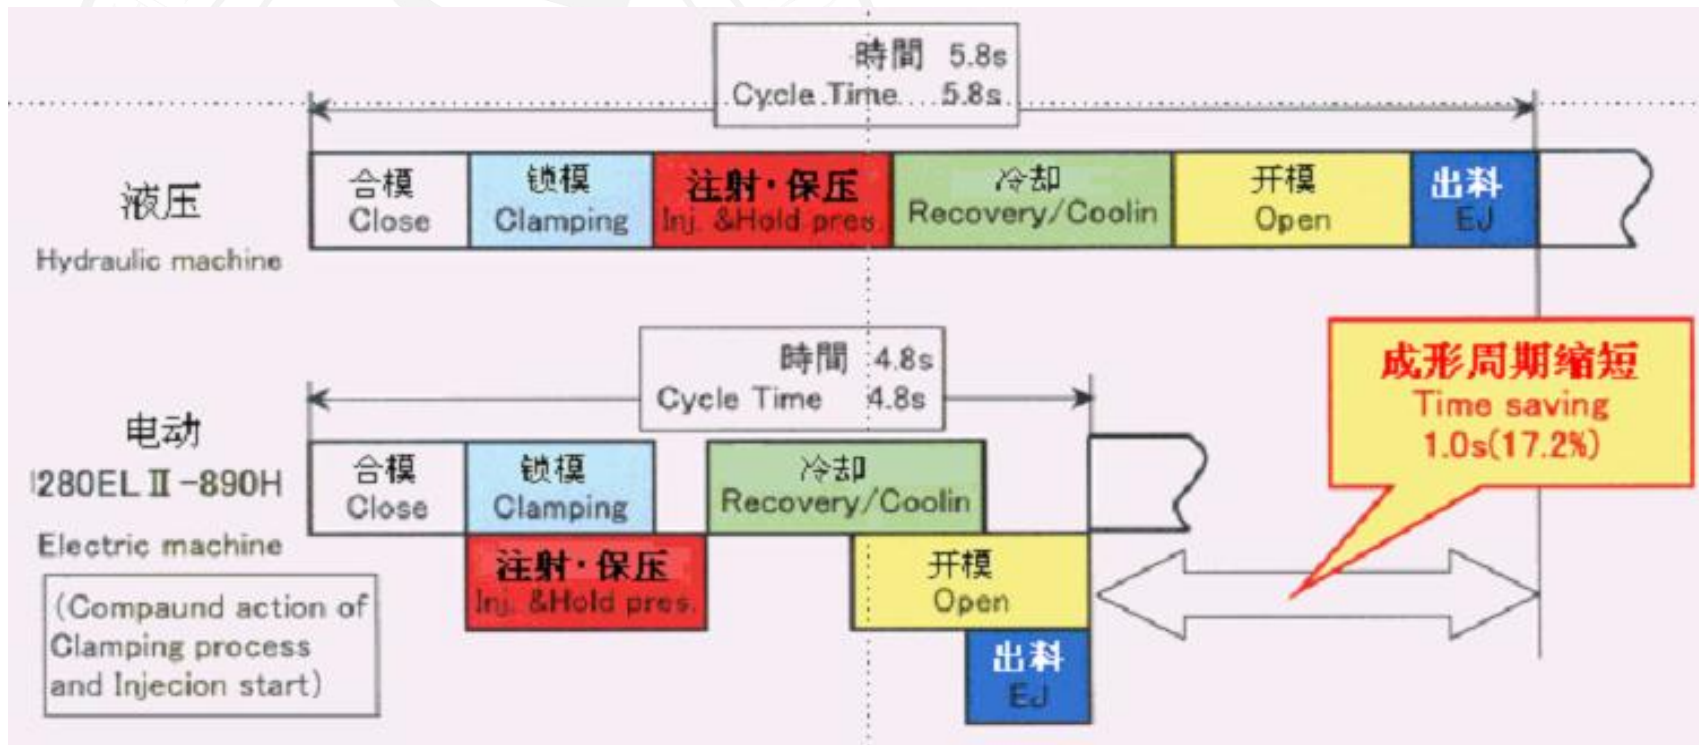 時間 5.8s
Cycle Time 5.8s
液压
Hydraulic machine
合模
Close
锁模
Clamping
注射·保压
Inj. &Hold pres.
冷却
Recovery/Coolin
开模
Open
出料
EJ
時間 4.8s
Cycle Time 4.8s
电动
280ELⅡ-890H
Electric machine
(Compaund action of
Clamping process
and Injecion start)
合模
Close
锁模
Clamping
注射·保压
Inj. &Hold pres.
冷却
Recovery/Coolin
开模
Open
出料
EJ
成形周期缩短
Time saving
1.0s(17.2%)